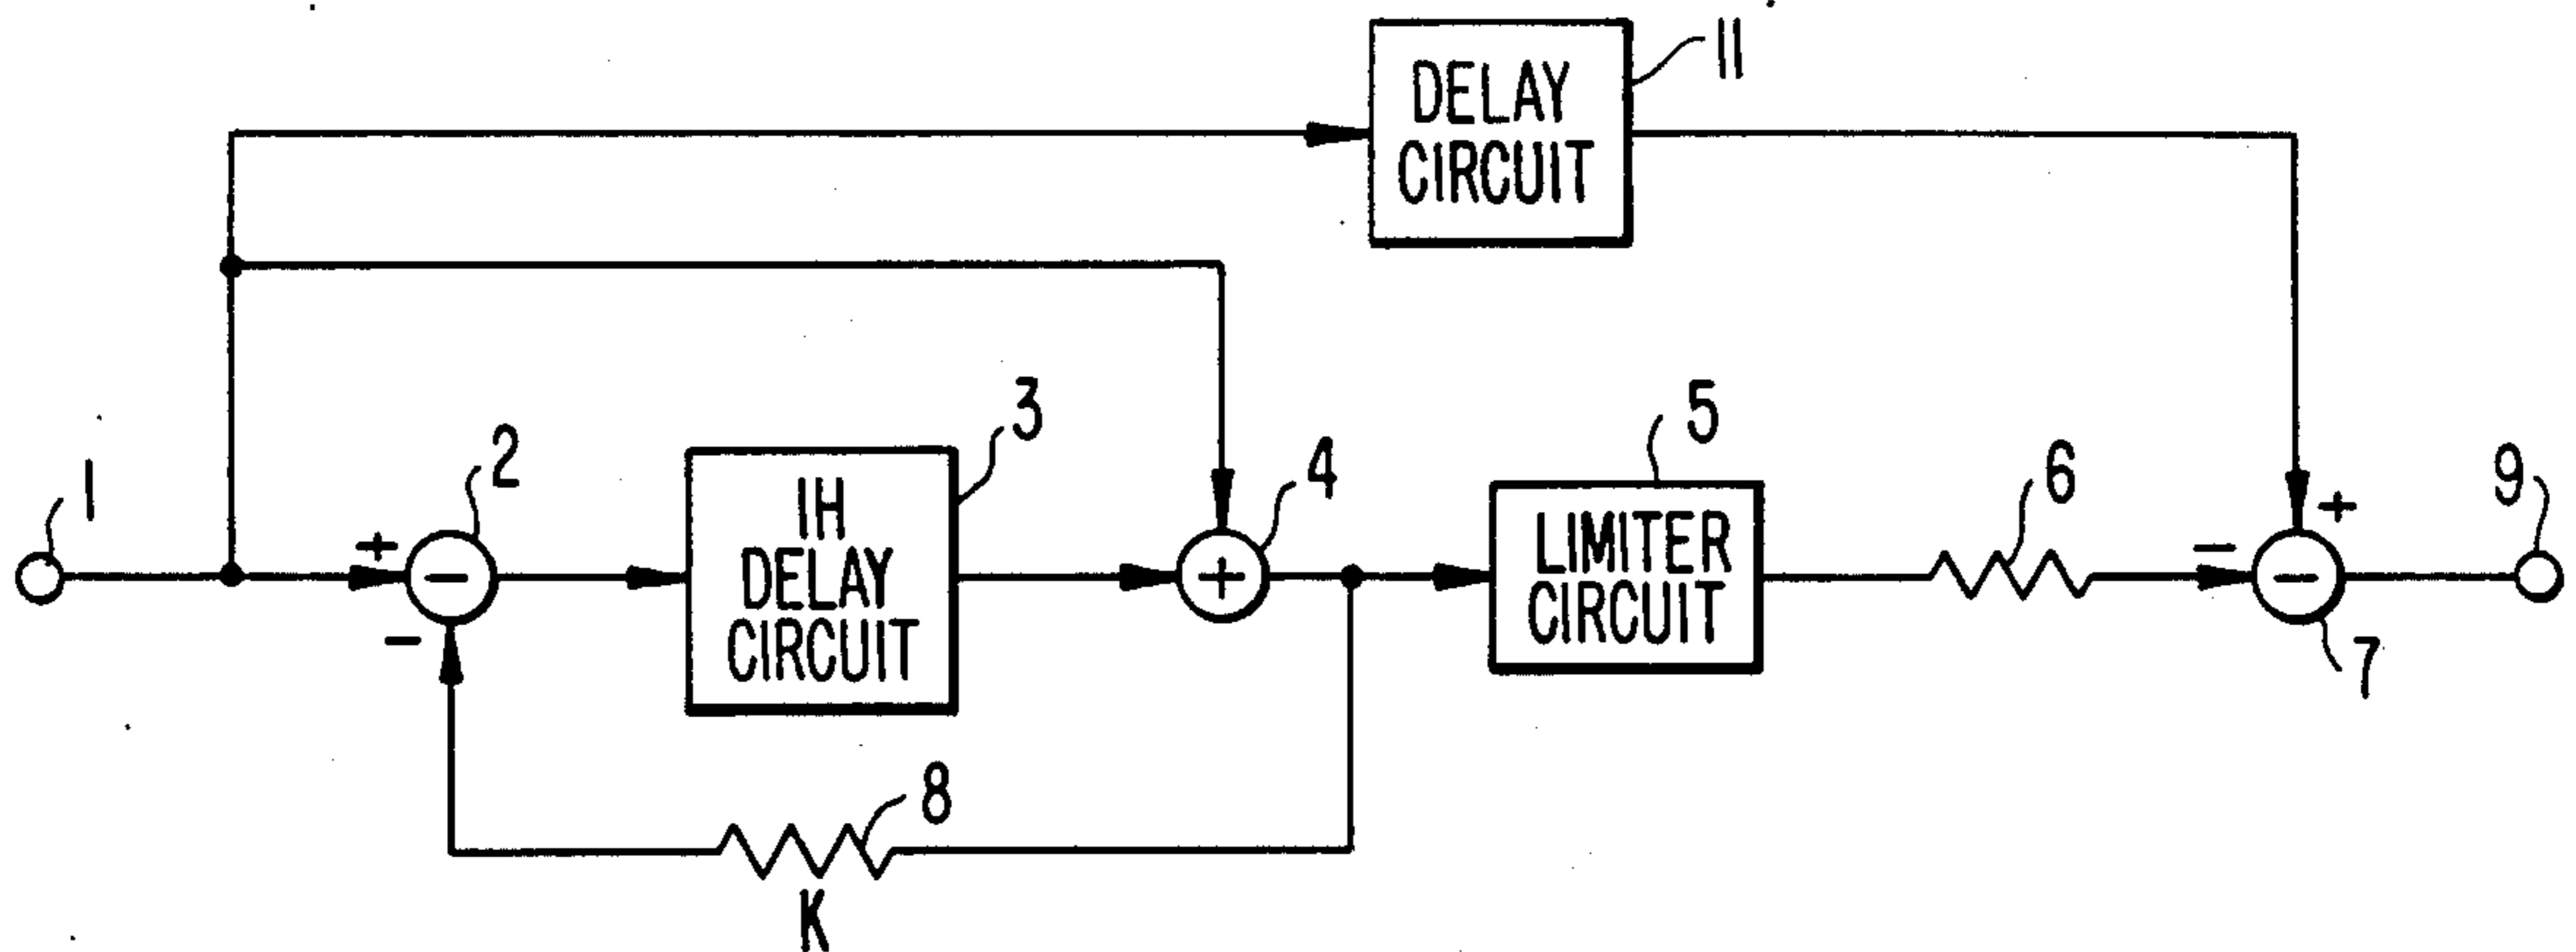 DELAY
CIRCUIT
11
1
+
2
-
-
1H
DELAY
CIRCUIT
3
+
4
LIMITER
CIRCUIT
5
6
-
+
-
7
9
8
K